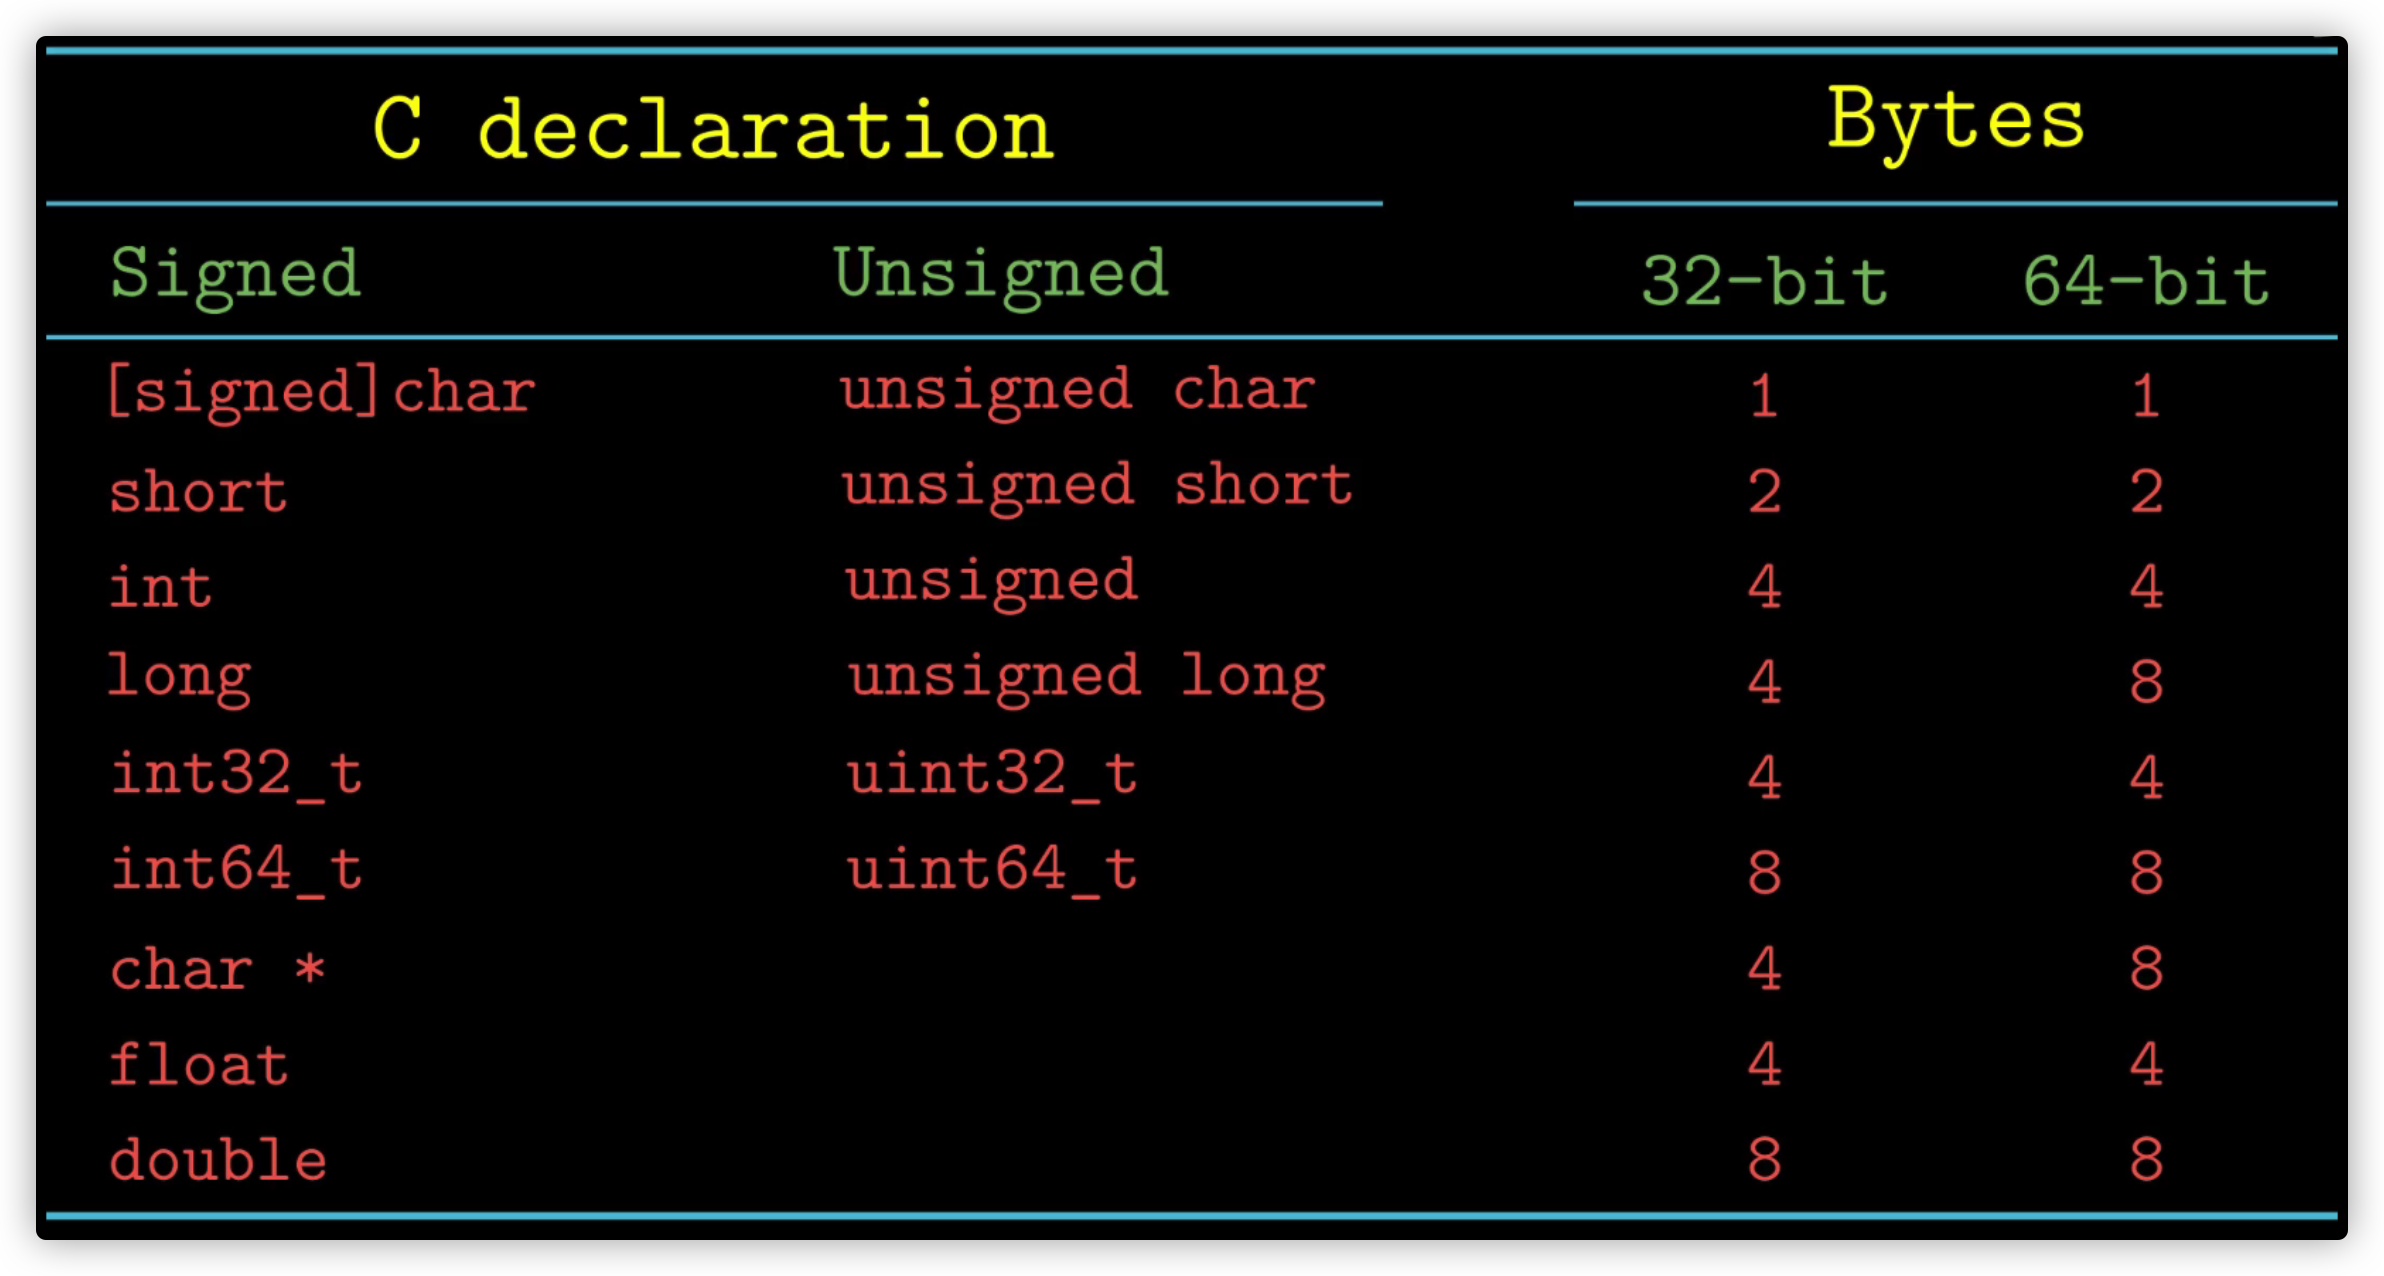 C declaration Bytes
Signed Unsigned 32-bit 64-bit
[signed]char unsigned char 1 1
short unsigned short 2 2
int unsigned 4 4
long unsigned long 4 8
int32_t uint32_t 4 4
int64_t uint64_t 8 8
char * 4 8
float 4 4
double 8 8